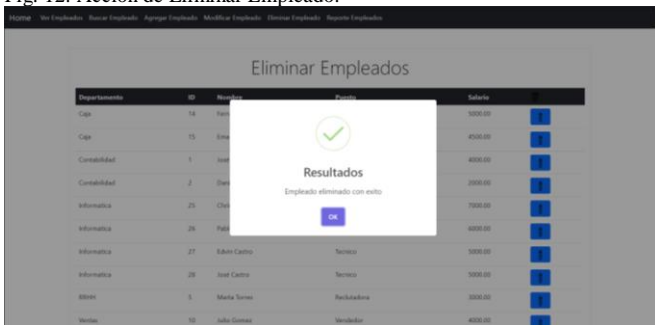 Fig. 12. Acción de Eliminar Empleado.
Home Ver Empleados Buscar Empleado Agregar Empleado Modificar Empleado Eliminar Empleado Reporte Empleados
Eliminar Empleados
Departamento ID Nombre Puesto Salario
Caja 14 5000.00
Caja 15 4500.00
Contabilidad 1 4000.00
Contabilidad 2 2000.00
Informatica 25 7000.00
Informatica 26 6000.00
Informatica 27 Edwin Castro Tecnico 5000.00
Informatica 28 José Castro Tecnico 5000.00
RRHH 3 Marta Torres Reclutadora 3000.00
Ventas 10 Julio Gomez Vendedor 4000.00
Resultados
Empleado eliminado con exito
OK